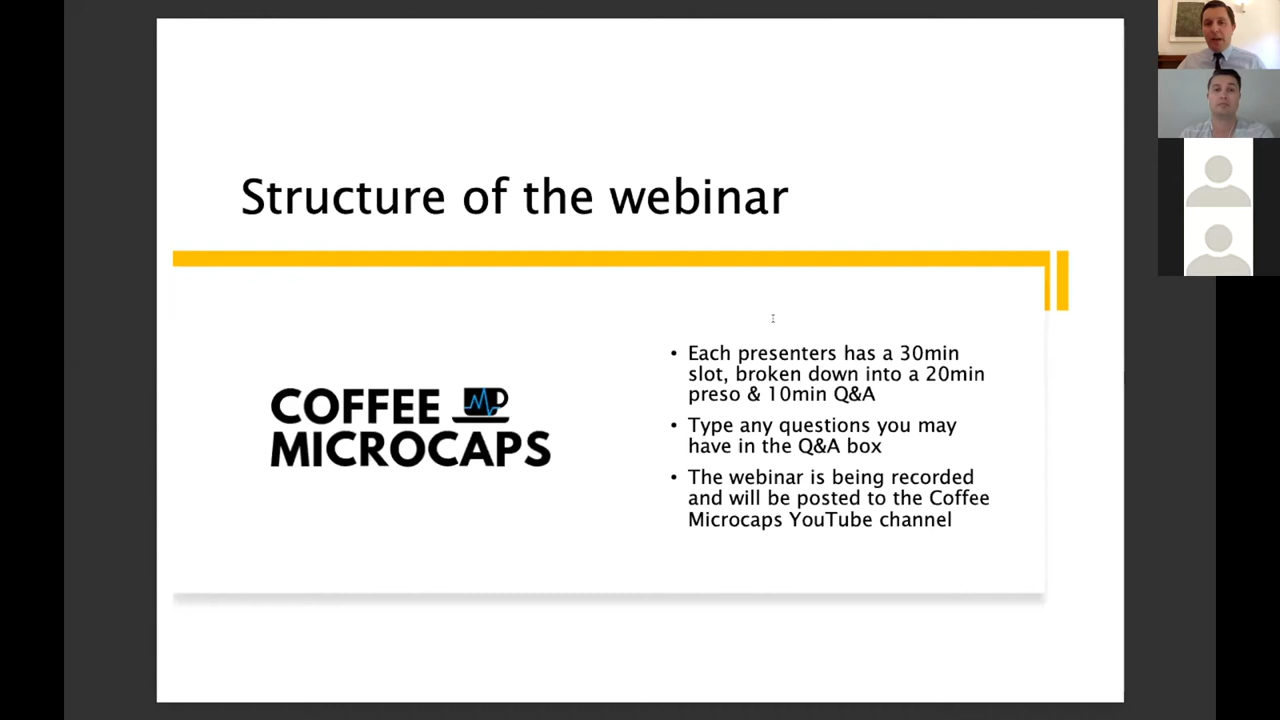 Structure of the webinar
COFFEE
MICROCAPS
• Each presenters has a 30min
slot, broken down into a 20min
preso & 10min Q&A
• Type any questions you may
have in the Q&A box
• The webinar is being recorded
and will be posted to the Coffee
Microcaps YouTube channel